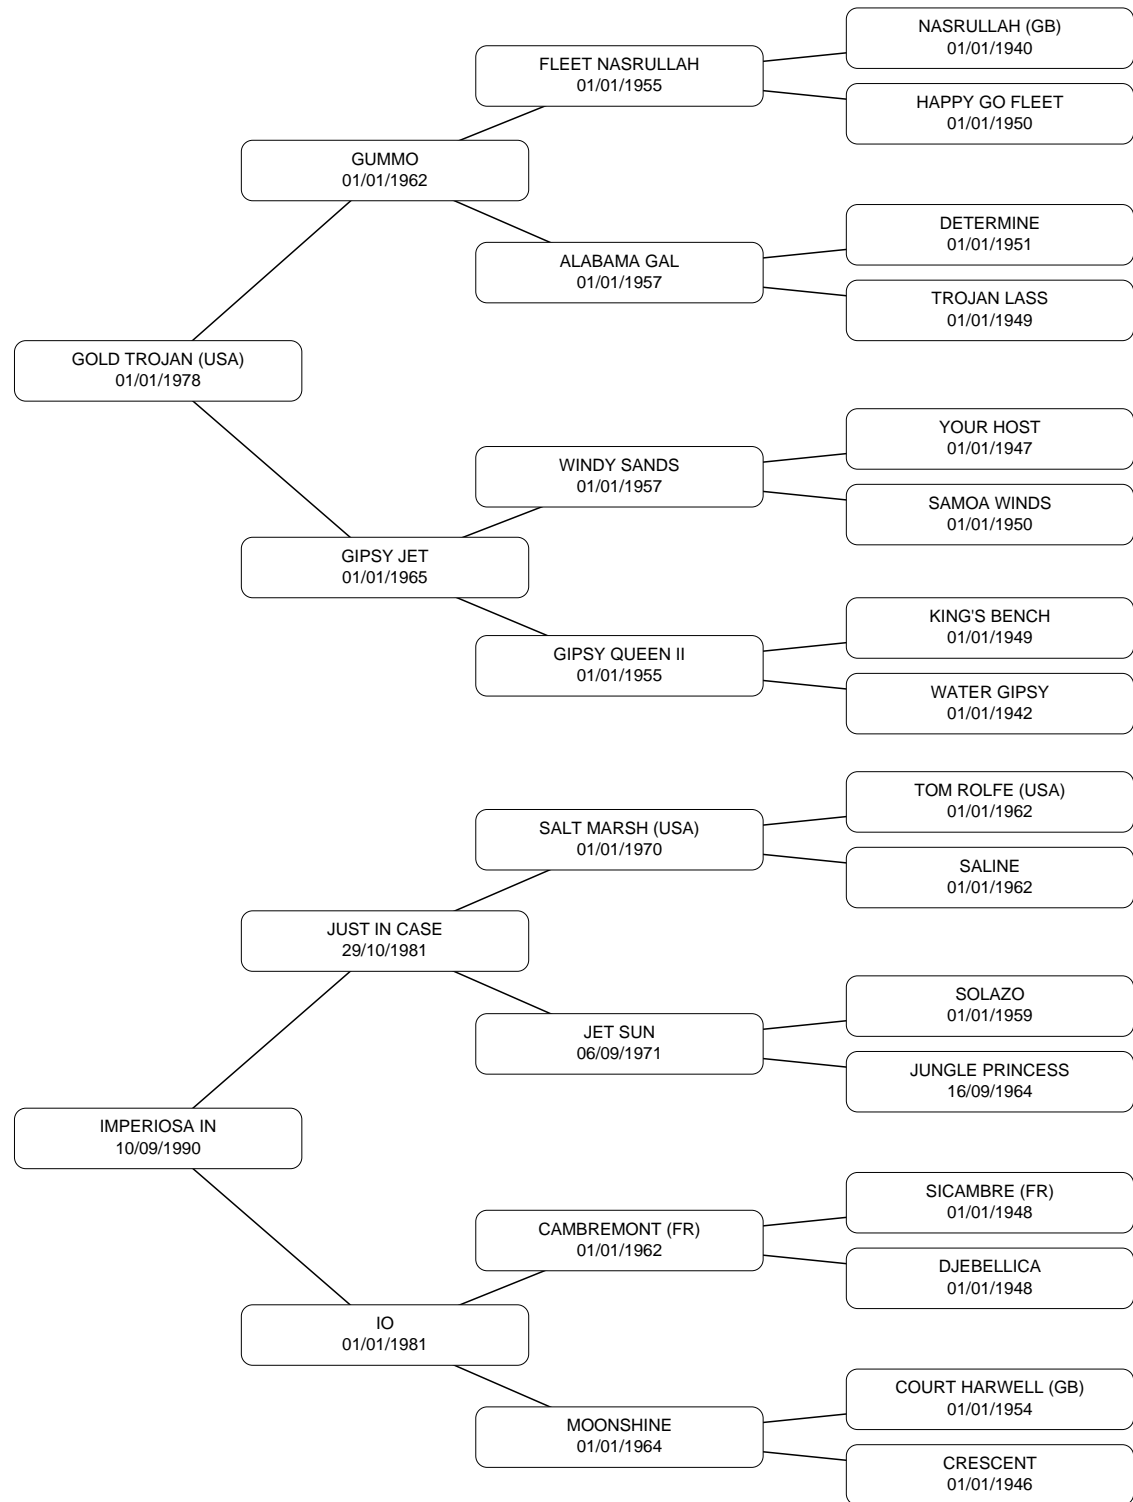 NASRULLAH (GB)
01/01/1940
FLEET NASRULLAH
01/01/1955
HAPPY GO FLEET
01/01/1950
GUMMO
01/01/1962
DETERMINE
01/01/1951
ALABAMA GAL
01/01/1957
TROJAN LASS
01/01/1949
GOLD TROJAN (USA)
01/01/1978
YOUR HOST
01/01/1947
WINDY SANDS
01/01/1957
SAMOA WINDS
01/01/1950
GIPSY JET
01/01/1965
KING'S BENCH
01/01/1949
GIPSY QUEEN II
01/01/1955
WATER GIPSY
01/01/1942
TOM ROLFE (USA)
01/01/1962
SALT MARSH (USA)
01/01/1970
SALINE
01/01/1962
JUST IN CASE
29/10/1981
SOLAZO
01/01/1959
JET SUN
06/09/1971
JUNGLE PRINCESS
16/09/1964
IMPERIOSA IN
10/09/1990
SICAMBRE (FR)
01/01/1948
CAMBREMONT (FR)
01/01/1962
DJEBELLICA
01/01/1948
IO
01/01/1981
COURT HARWELL (GB)
01/01/1954
MOONSHINE
01/01/1964
CRESCENT
01/01/1946